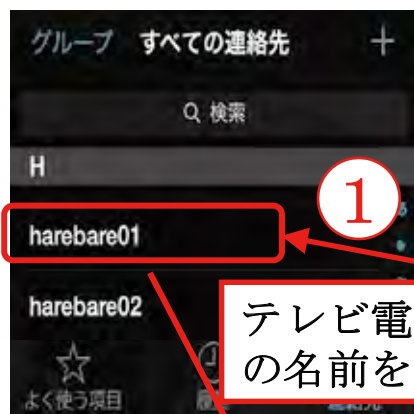 グループ すべての連絡先 +
検索
H
1
harebare01
harebare02
テレビ電
の名前を
よく使う項目